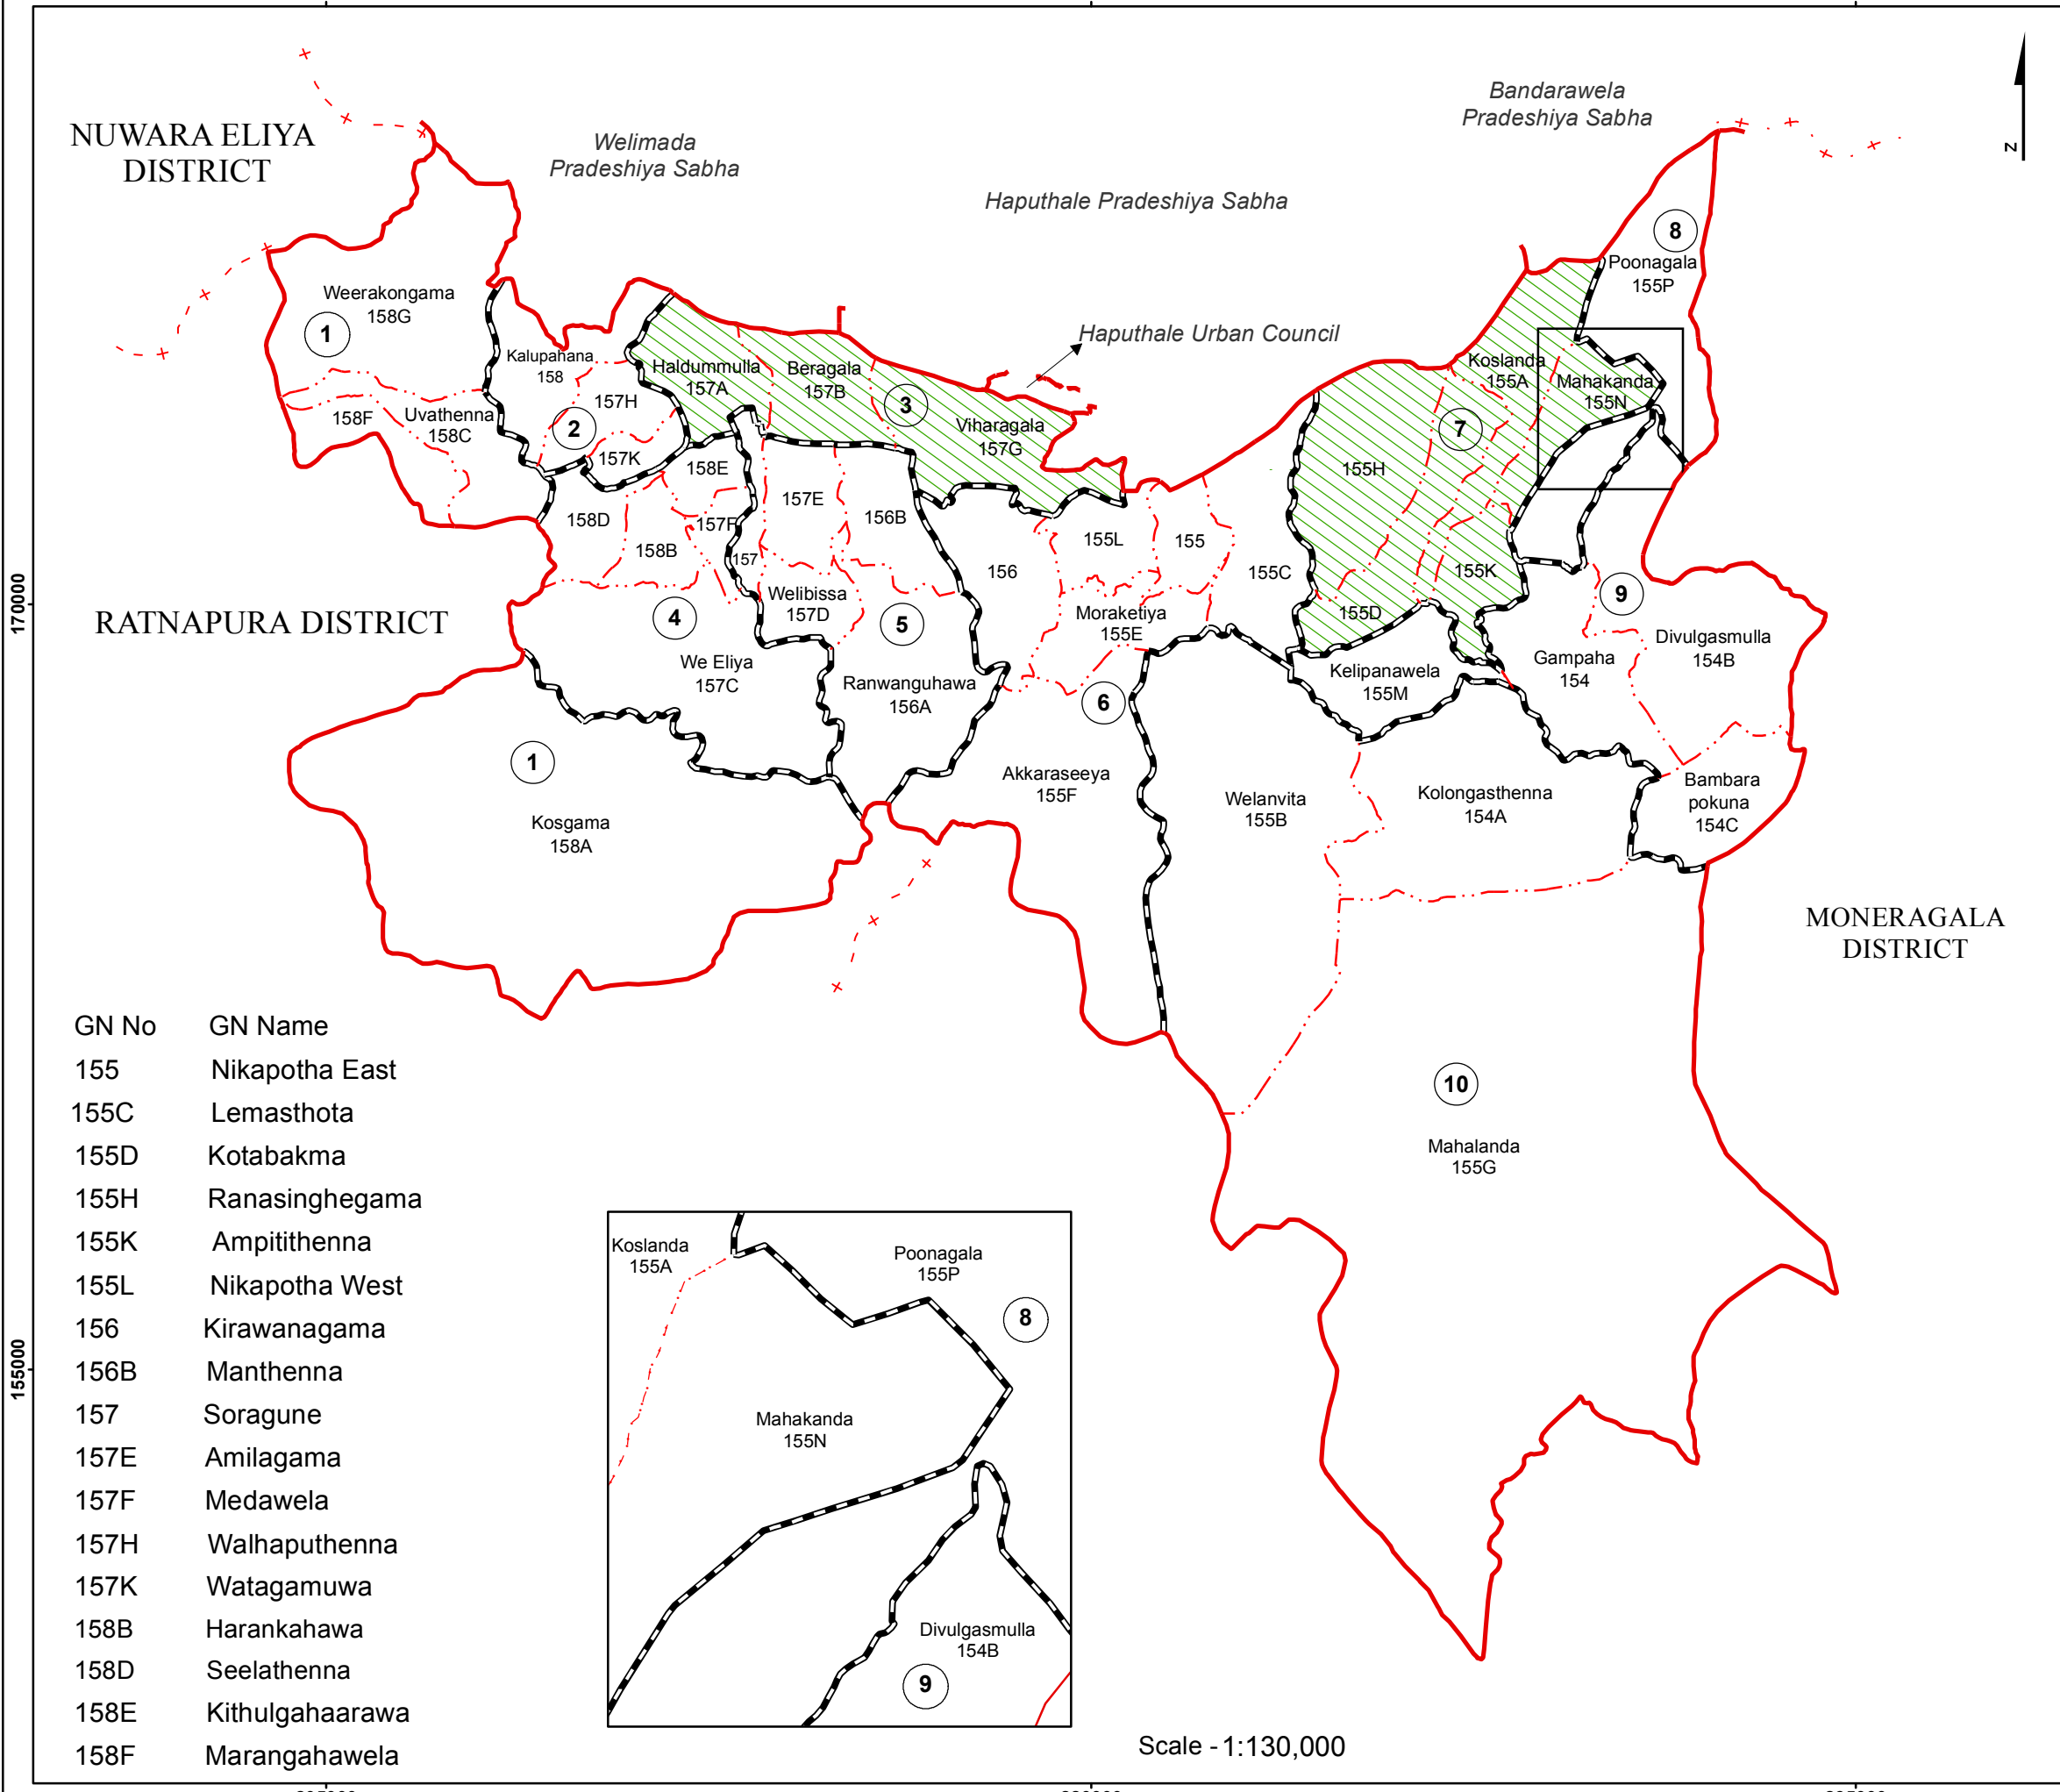 NUWARA ELIYA
DISTRICT
Welimada
Pradeshiya Sabha
Haputhale Pradeshiya Sabha
Bandarawela
Pradeshiya Sabha
N
Haputhale Urban Council
8
Poonagala
155P
Weerakongama
158G
1
Kalupahana
158
157H
2
157K
158F
Uvathenna
158C
Haldummulla
157A
Beragala
157B
3
Viharagala
157G
Koslanda
155A
Mahakanda
155N
7
155H
155K
155D
158E
158D
158B
157F
157
157E
156B
156
155L
155
155C
Welibissa
157D
Moraketiya
155E
RATNAPURA DISTRICT
4
5
9
We Eliya
157C
Ranwanguhawa
156A
6
Kelipanawela
155M
Gampaha
154
Divulgasmulla
154B
1
Kosgama
158A
Akkaraseeya
155F
Welanvita
155B
Kolongasthenna
154A
Bambara
pokuna
154C
MONERAGALA
DISTRICT
10
Mahalanda
155G
170000
155000
GN No GN Name
155 Nikapotha East
155C Lemasthota
155D Kotabakma
155H Ranasinghegama
155K Ampitithenna
155L Nikapotha West
156 Kirawanagama
156B Manthenna
157 Soragune
157E Amilagama
157F Medawela
157H Walhaputhenna
157K Watagamuwa
158B Harankahawa
158D Seelathenna
158E Kithulgahaarawa
158F Marangahawela
Koslanda
155A
Poonagala
155P
8
Mahakanda
155N
Divulgasmulla
154B
9
Scale - 1:130,000